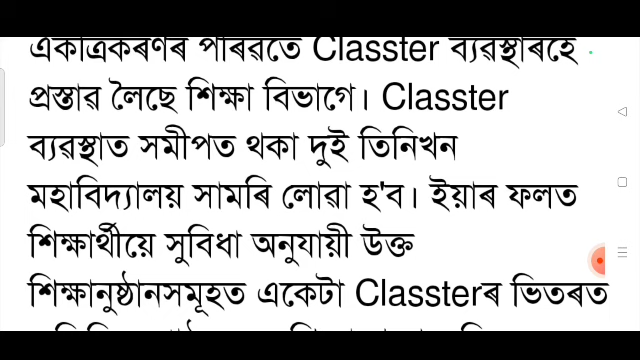 একত্ৰিকৰণৰ পৰিৱৰ্তে Classter ব্যৱস্থাৰহে
প্ৰস্তাৱ লৈছে শিক্ষা বিভাগে। Classter
ব্যৱস্থাত সমীপত থকা দুই তিনিখন
মহাবিদ্যালয় সামৰি লোৱা হ'ব। ইয়াৰ ফলত
শিক্ষাৰ্থীয়ে সুবিধা অনুযায়ী উক্ত
শিক্ষানুষ্ঠানসমূহত একেটা Classterৰ ভিতৰত